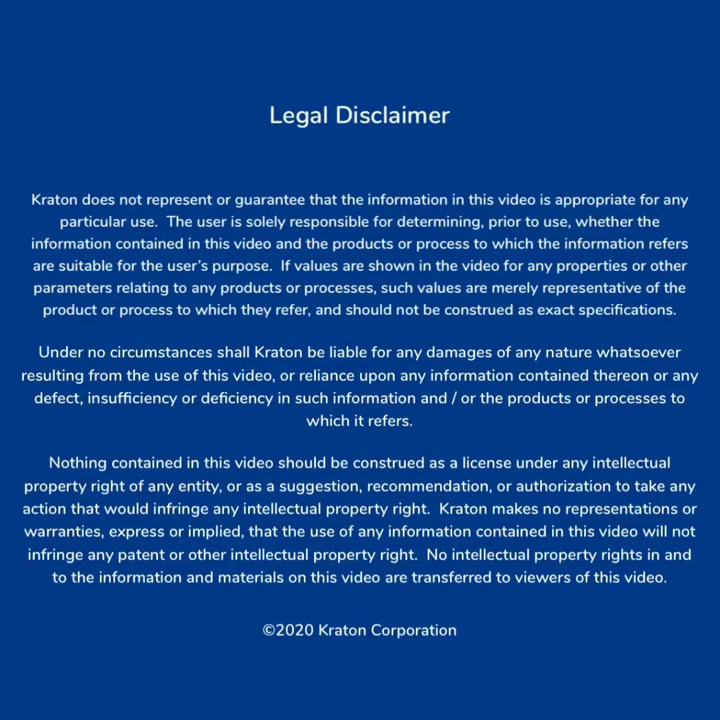 Legal Disclaimer
Kraton does not represent or guarantee that the information in this video is appropriate for any
particular use.  The user is solely responsible for determining, prior to use, whether the
information contained in this video and the products or process to which the information refers
are suitable for the user’s purpose.  If values are shown in the video for any properties or other
parameters relating to any products or processes, such values are merely representative of the
product or process to which they refer, and should not be construed as exact specifications.
Under no circumstances shall Kraton be liable for any damages of any nature whatsoever
resulting from the use of this video, or reliance upon any information contained thereon or any
defect, insufficiency or deficiency in such information and / or the products or processes to
which it refers.
Nothing contained in this video should be construed as a license under any intellectual
property right of any entity, or as a suggestion, recommendation, or authorization to take any
action that would infringe any intellectual property right.  Kraton makes no representations or
warranties, express or implied, that the use of any information contained in this video will not
infringe any patent or other intellectual property right.  No intellectual property rights in and
to the information and materials on this video are transferred to viewers of this video.
©2020 Kraton Corporation